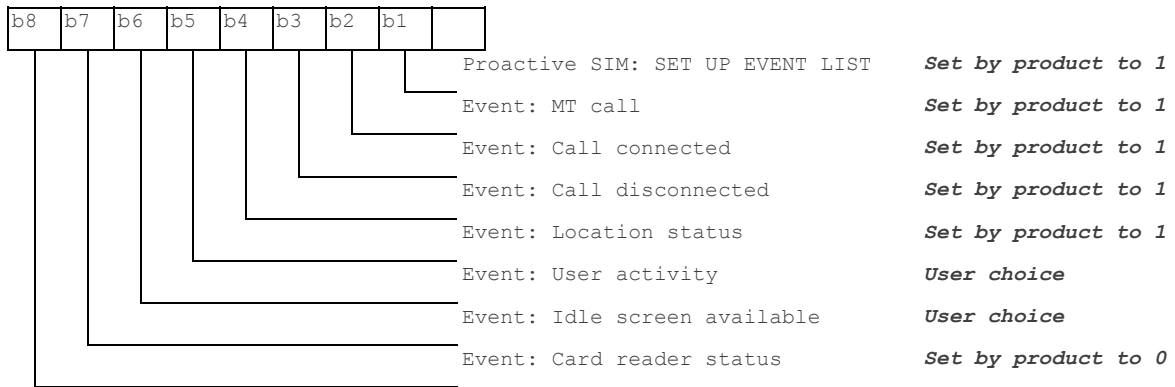 b8 b7 b6 b5 b4 b3 b2 b1
Proactive SIM: SET UP EVENT LIST Set by product to 1
Event: MT call Set by product to 1
Event: Call connected Set by product to 1
Event: Call disconnected Set by product to 1
Event: Location status Set by product to 1
Event: User activity User choice
Event: Idle screen available User choice
Event: Card reader status Set by product to 0